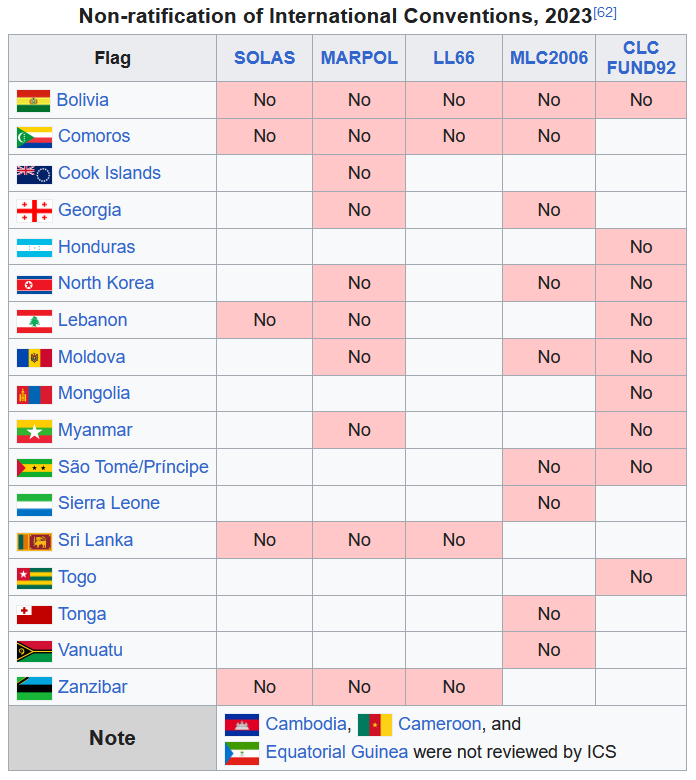 Non-ratification of International Conventions, 2023[62]
Flag SOLAS MARPOL LL66 MLC2006 CLC FUND92
Bolivia No No No No No
Comoros No No No No
Cook Islands No
Georgia No No
Honduras No
North Korea No No No
Lebanon No No No
Moldova No No No
Mongolia No
Myanmar No No
São Tomé/Príncipe No No
Sierra Leone No
Sri Lanka No No No
Togo No
Tonga No
Vanuatu No
Zanzibar No No No
Note Cambodia, Cameroon, and
Equatorial Guinea were not reviewed by ICS